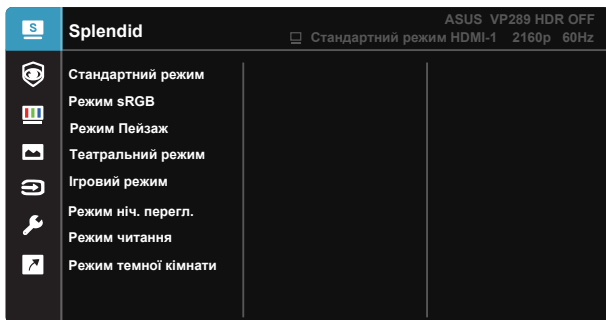 S
Splendid
ASUS VP289 HDR OFF
Стандартний режим HDMI-1 2160p 60Hz
Стандартний режим
Режим sRGB
Режим Пейзаж
Театральний режим
Ігровий режим
Режим ніч. перегл.
Режим читання
Режим темної кімнати